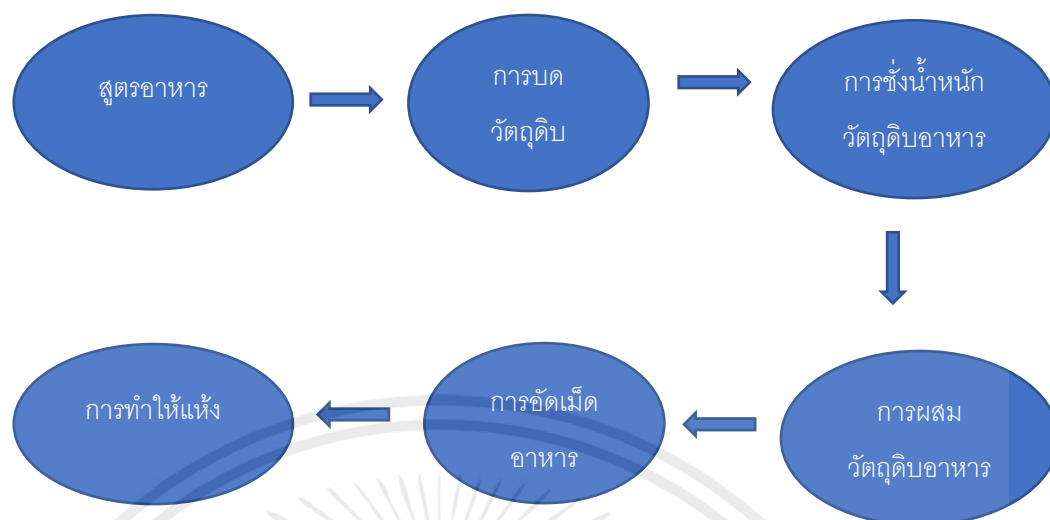 สูตรอาหาร
การบด
วัตถุดิบ
การชั่งน้ำหนัก
วัตถุดิบอาหาร
การผสม
วัตถุดิบอาหาร
การอัดเม็ด
อาหาร
การทำให้แห้ง